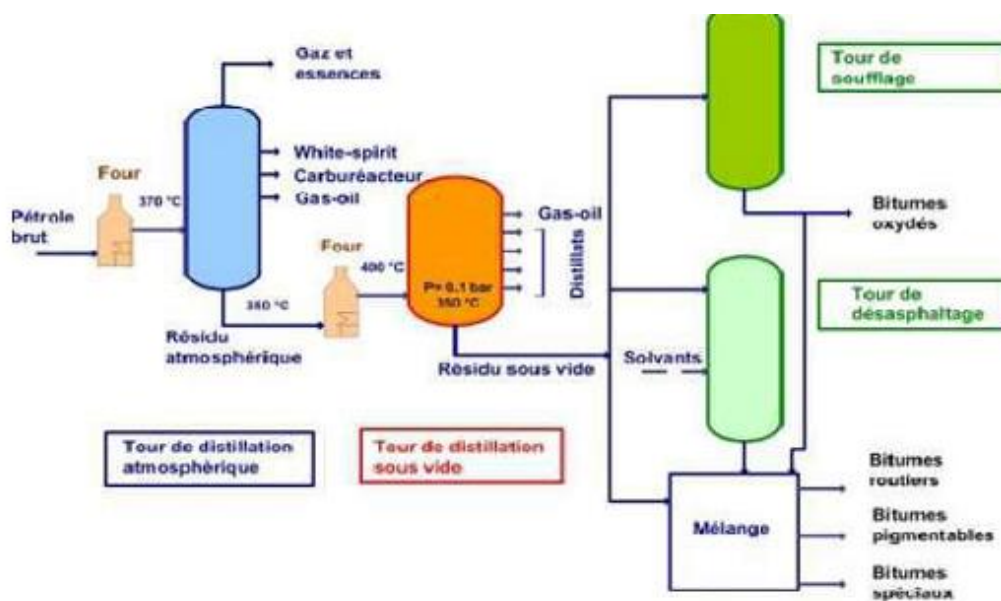 Gaz et
essences
Tour de
soufflage
White-spirit
Carburéacteur
Gas-oil
Four
370 °C
Pétrole
brut
Gas-oil
Distillats
Bitumes
oxydés
Four
400 °C
P= 0.1 bar
350 °C
Résidu
atmosphérique
Résidu sous vide
Solvants
Tour de
désasphaltage
Tour de distillation
atmosphérique
Tour de distillation
sous vide
Mélange
Bitumes
routiers
Bitumes
pigmentables
Bitumes
spéciaux